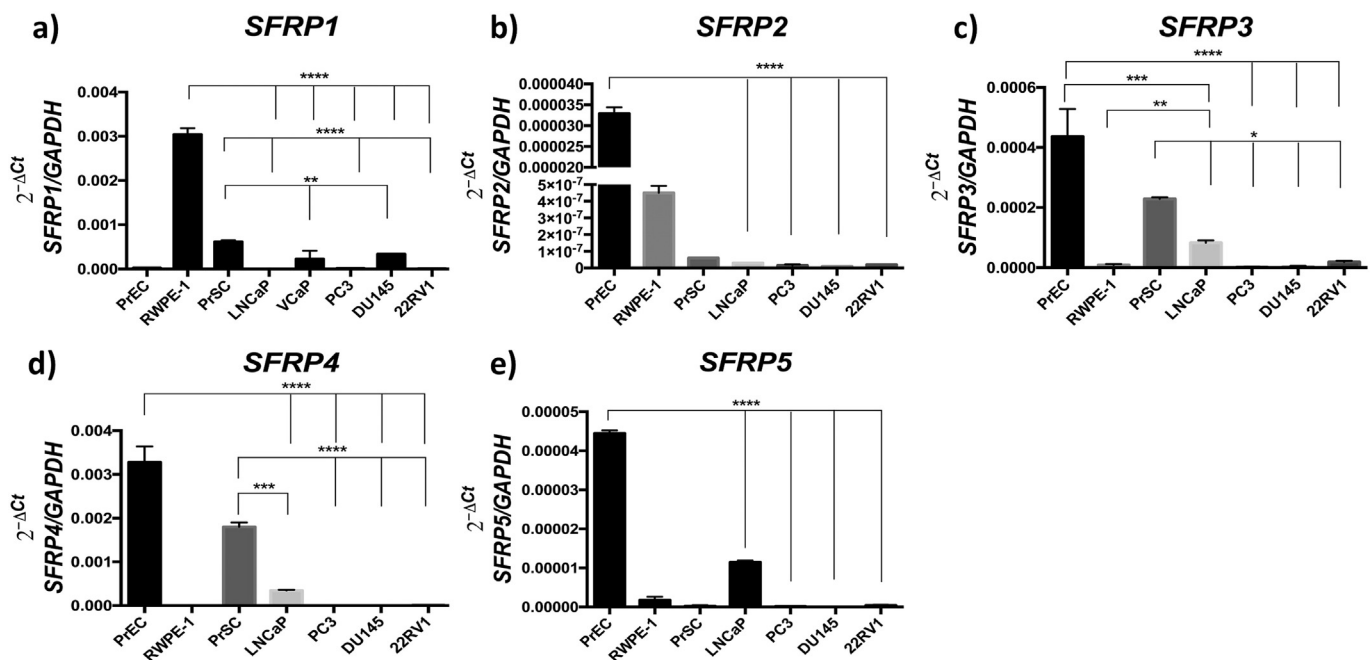 a) SFRP1
****
****
**
0.004
0.003
0.002
0.001
0.000
2^-ΔCt
SFRP1/GAPDH
PrEC
RWPE-1
PrSC
LNCaP
VCaP
PC3
DU145
22RV1
b) SFRP2
****
0.000040
0.000030
0.000020
5×10^-7
4×10^-7
3×10^-7
2×10^-7
1×10^-7
0
2^-ΔCt
SFRP2/GAPDH
PrEC
RWPE-1
PrSC
LNCaP
PC3
DU145
22RV1
c) SFRP3
****
***
**
*
0.0006
0.0004
0.0002
0.0000
2^-ΔCt
SFRP3/GAPDH
PrEC
RWPE-1
PrSC
LNCaP
PC3
DU145
22RV1
d) SFRP4
****
****
***
0.004
0.003
0.002
0.001
0.000
2^-ΔCt
SFRP4/GAPDH
PrEC
RWPE-1
PrSC
LNCaP
PC3
DU145
22RV1
e) SFRP5
****
0.00005
0.00004
0.00003
0.00002
0.00001
0.00000
2^-ΔCt
SFRP5/GAPDH
PrEC
RWPE-1
PrSC
LNCaP
PC3
DU145
22RV1